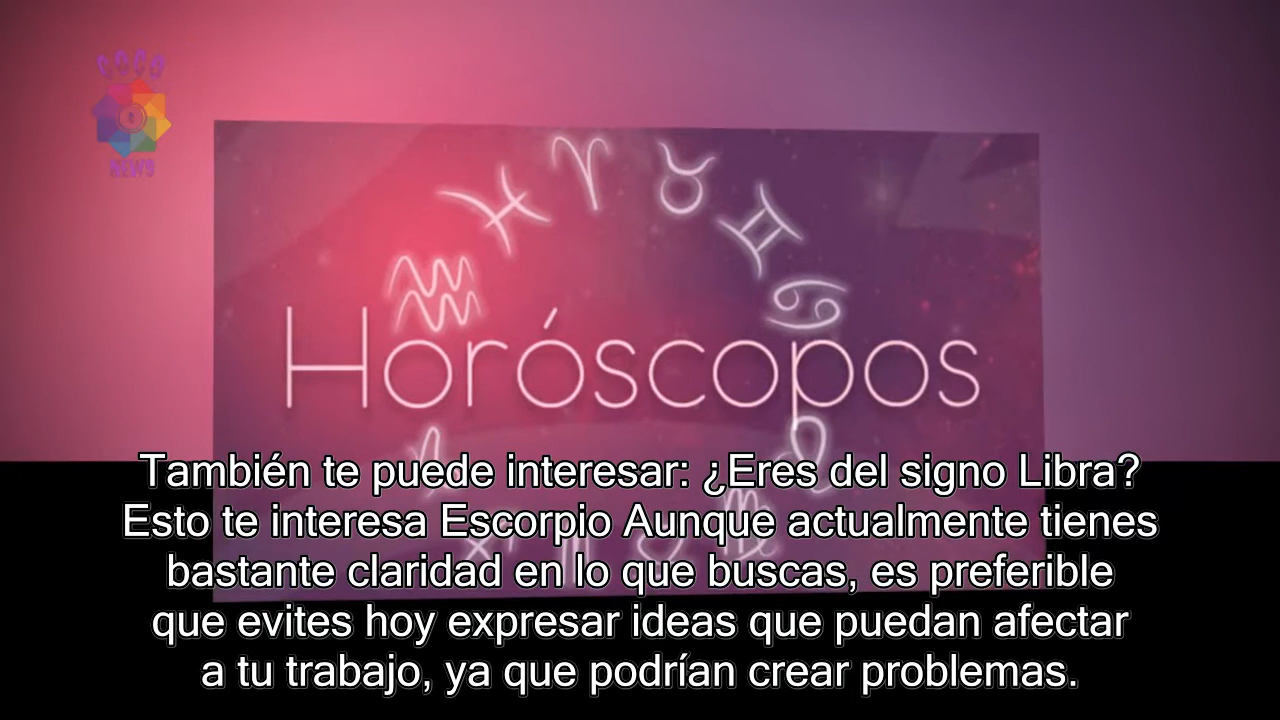 COCO
NEWS
Horóscopos
También te puede interesar: ¿Eres del signo Libra?
Esto te interesa Escorpio Aunque actualmente tienes
bastante claridad en lo que buscas, es preferible
que evites hoy expresar ideas que puedan afectar
a tu trabajo, ya que podrían crear problemas.